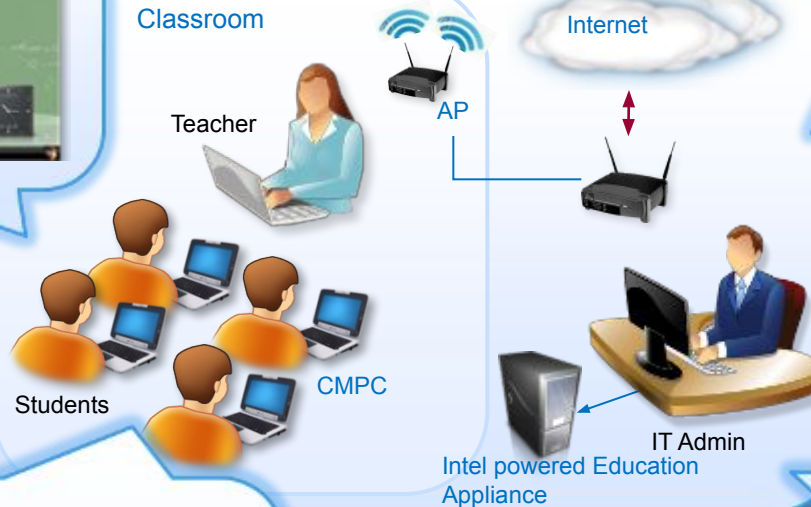 Classroom
Internet
AP
Teacher
CMPC
Students
IT Admin
Intel powered Education
Appliance